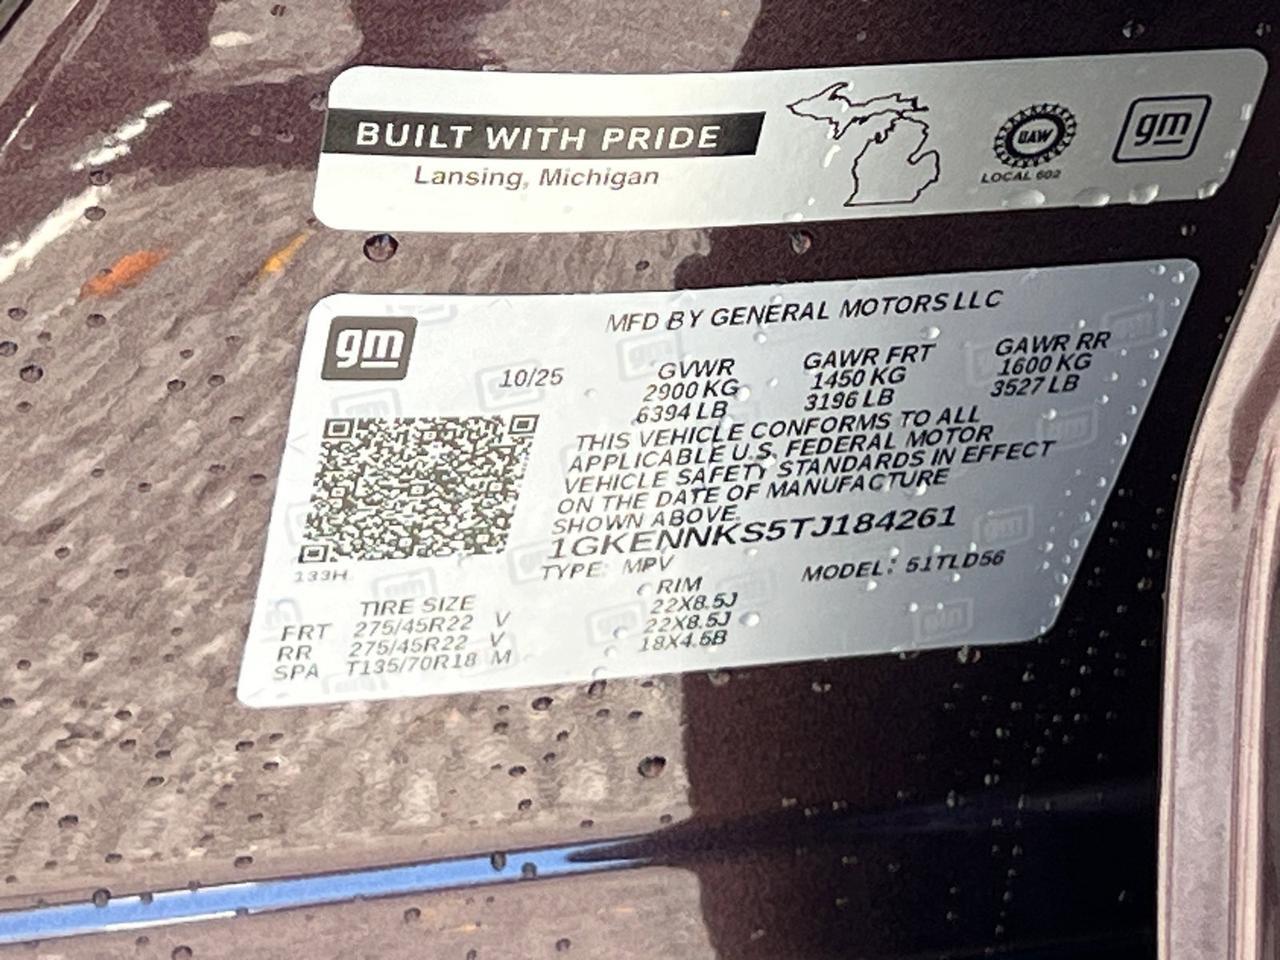 BUILT WITH PRIDE
Lansing, Michigan
UAW
LOCAL 602
gm
MFD BY GENERAL MOTORS LLC
gm
10/25
GVWR GAWR FRT GAWR RR
2900 KG 1450 KG 1600 KG
6394 LB 3196 LB 3527 LB
THIS VEHICLE CONFORMS TO ALL
APPLICABLE U.S. FEDERAL MOTOR
VEHICLE SAFETY STANDARDS IN EFFECT
ON THE DATE OF MANUFACTURE
SHOWN ABOVE.
1GKENNKS5TJ184261
133H
TYPE: MPV MODEL: 51TLD56
TIRE SIZE RIM
FRT 275/45R22 V 22X8.5J
RR 275/45R22 V 22X8.5J
SPA T135/70R18 M 18X4.5B